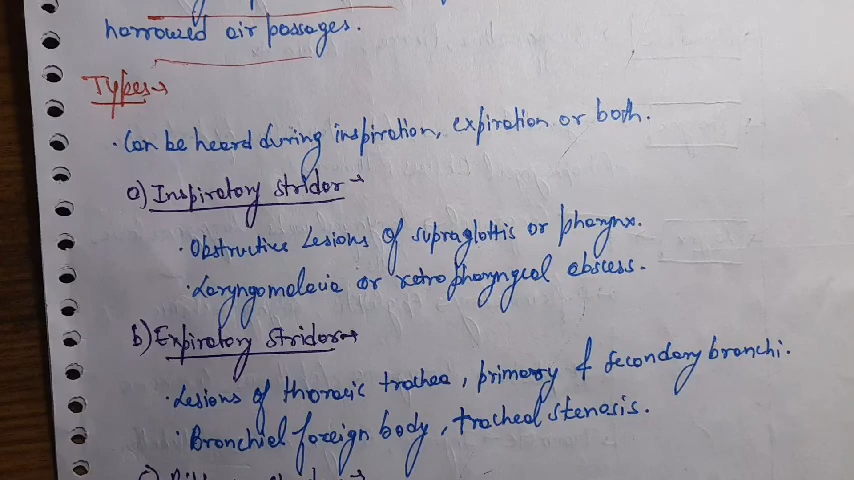 narrowed air passages.
Types→
· Can be heard during inspiration, expiration or both.
a) Inspiratory stridor→
· Obstructive Lesions of supraglottis or pharynx.
· Laryngomalacia or retropharyngeal abscess.
b) Expiratory stridor→
· Lesions of thoracic trachea, primary & secondary bronchi.
· Bronchial foreign body, tracheal stenosis.